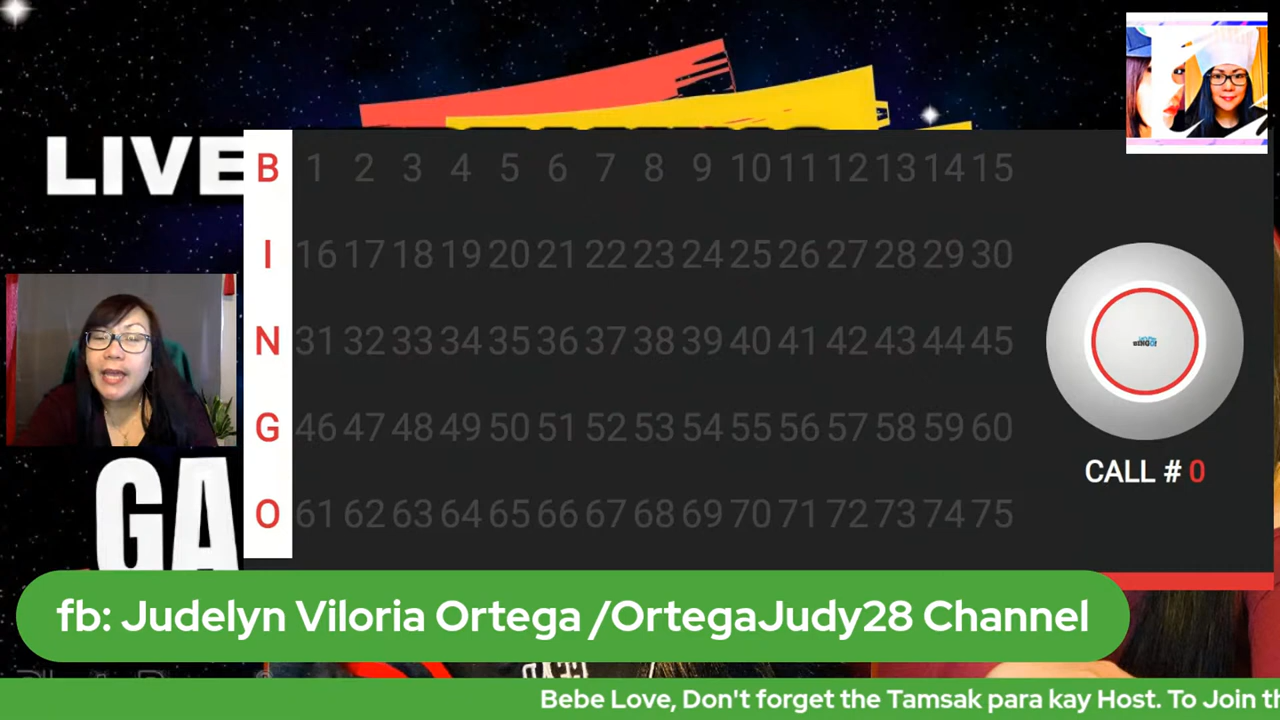 LIVE
B 1 2 3 4 5 6 7 8 9 10 11 12 13 14 15
I 16 17 18 19 20 21 22 23 24 25 26 27 28 29 30
N 31 32 33 34 35 36 37 38 39 40 41 42 43 44 45
G 46 47 48 49 50 51 52 53 54 55 56 57 58 59 60
O 61 62 63 64 65 66 67 68 69 70 71 72 73 74 75
BINGO!
CALL # 0
GA
fb: Judelyn Viloria Ortega /OrtegaJudy28 Channel
Bebe Love, Don't forget the Tamsak para kay Host. To Join th